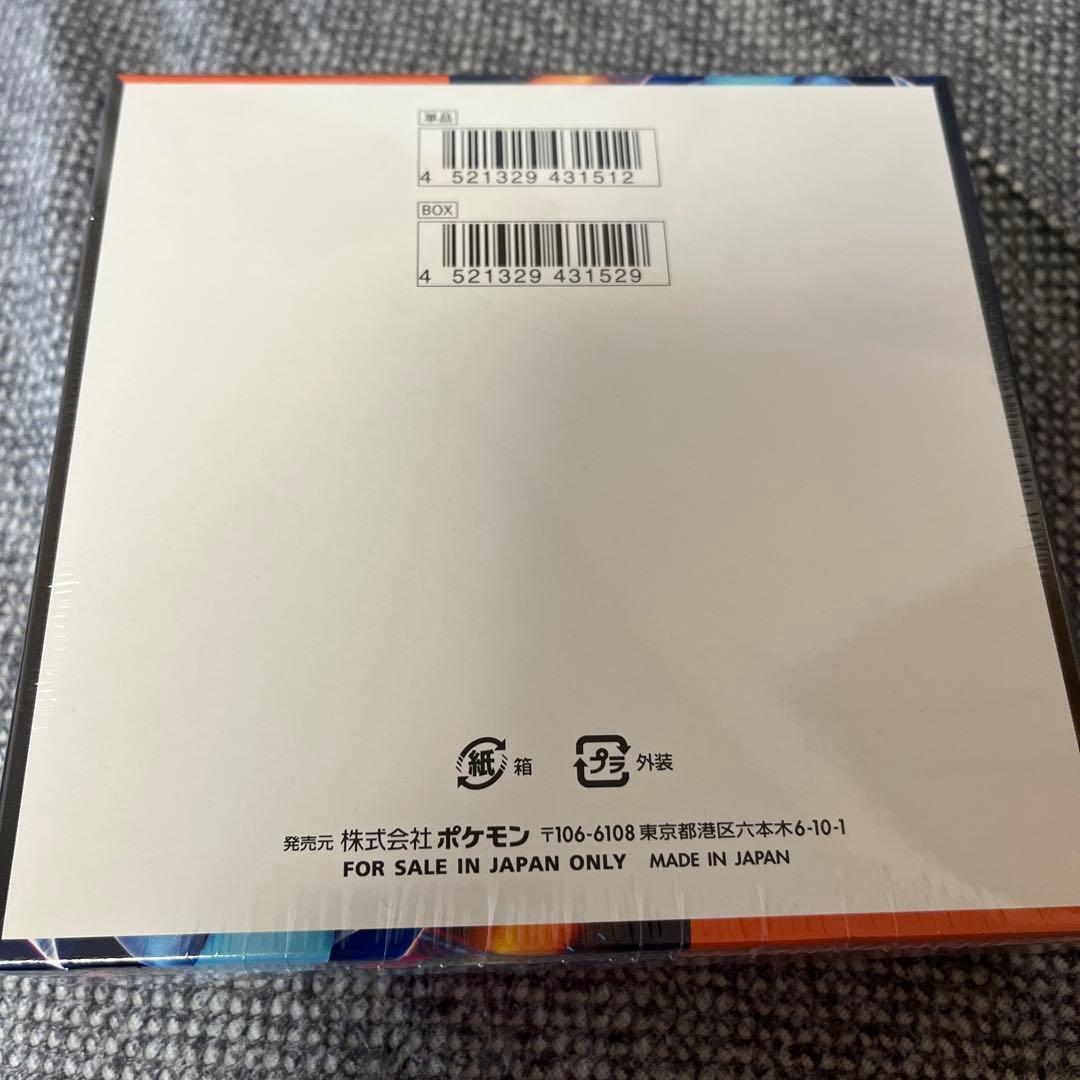 単品
4 521329 431512
BOX
4 521329 431529
紙 箱 プラ 外装
発売元 株式会社 ポケモン 〒106-6108 東京都港区六本木6-10-1
FOR SALE IN JAPAN ONLY MADE IN JAPAN